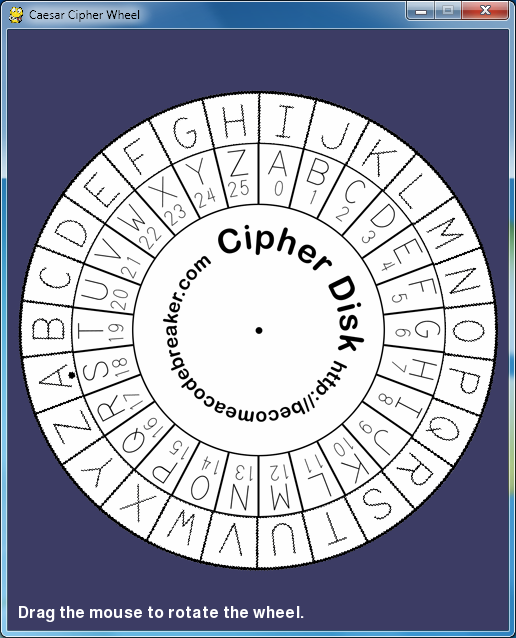 Caesar Cipher Wheel
A B C D E F G H I J K L M N O P Q R S T U V W X Y Z
A B C D E F G H I J K L M N O P Q R S T U V W X Y Z
0 1 2 3 4 5 6 7 8 9 10 11 12 13 14 15 16 17 18 19 20 21 22 23 24 25
Cipher Disk http://becomeacodebreaker.com
Drag the mouse to rotate the wheel.